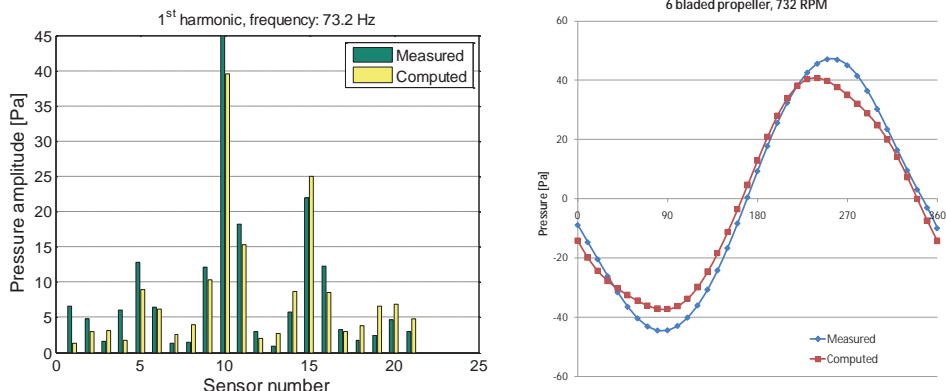 1st harmonic, frequency: 73.2 Hz
45
40
35
30
25
20
15
10
5
0
Pressure amplitude [Pa]
Measured
Computed
0 5 10 15 20 25
Sensor number
6 bladed propeller, 732 RPM
60
40
20
0
-20
-40
-60
Pressure [Pa]
0 90 180 270 360
Measured
Computed